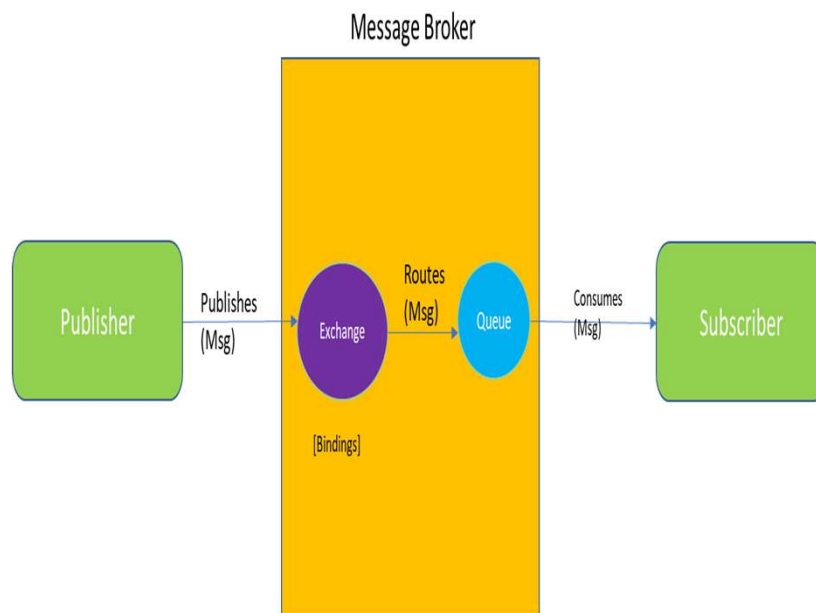 Message Broker
Publisher
Publishes
(Msg)
Exchange
[Bindings]
Routes
(Msg)
Queue
Consumes
(Msg)
Subscriber